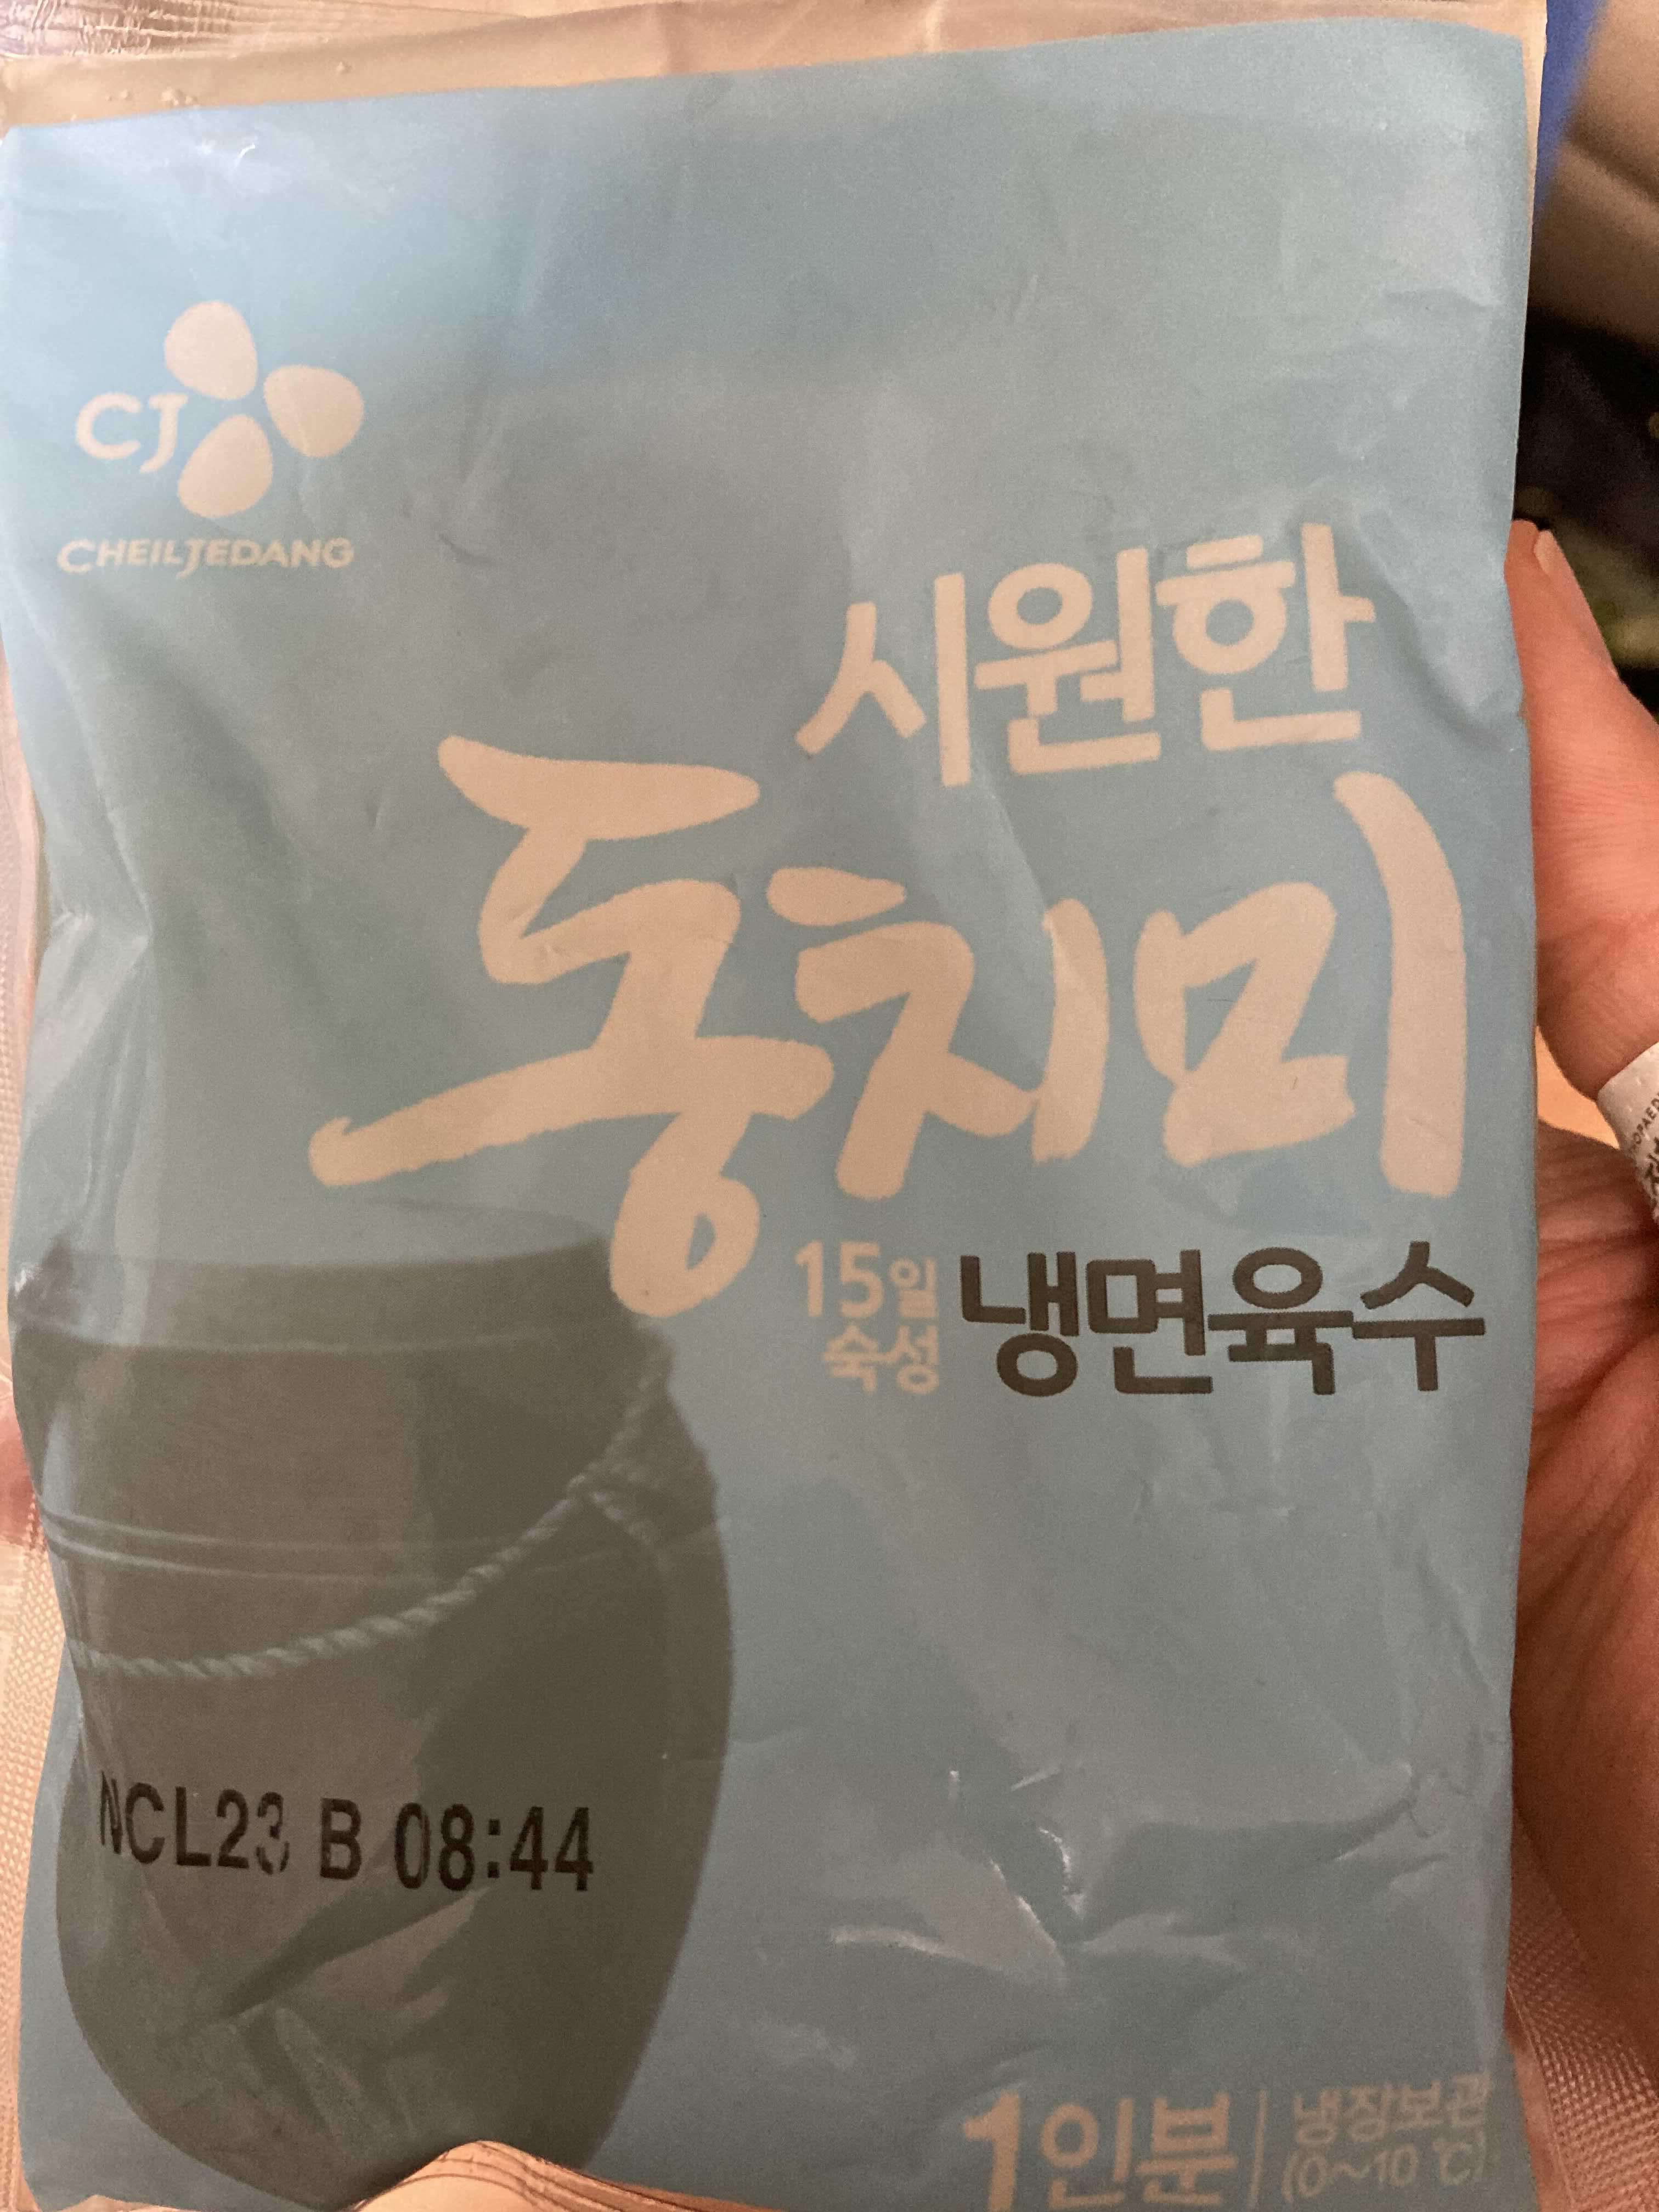 CJ
CHEILJEDANG
시원한
동치미
15일
숙성
냉면육수
NCL23 B 08:44
1인분
냉장보관
(0~10 ℃)